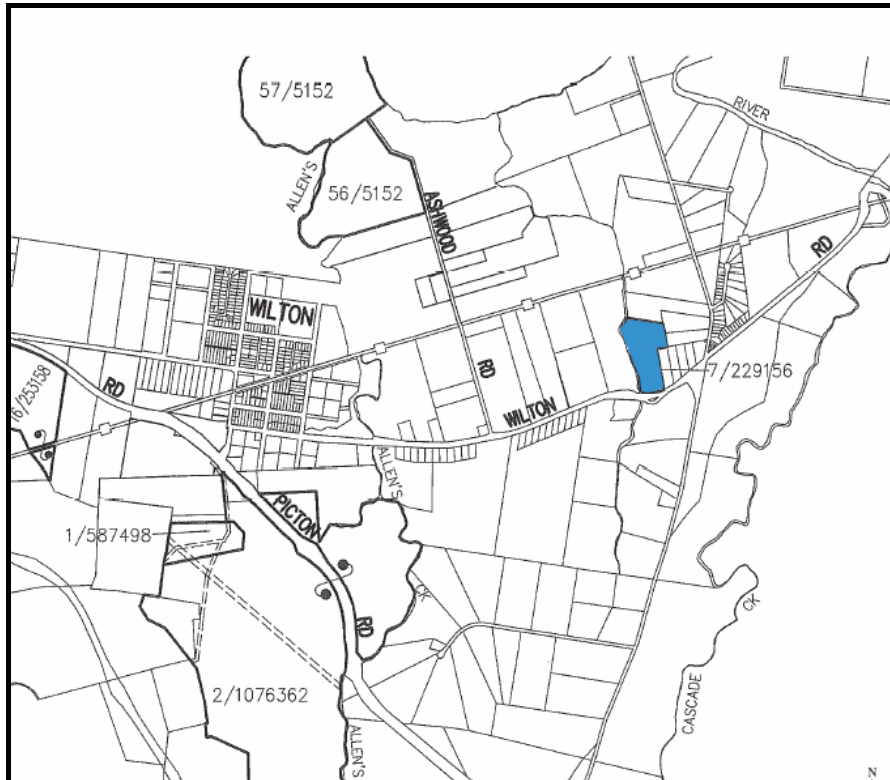 57/5152
RIVER
ALLEN'S
56/5152
ASHWOOD
RD
WILTON
RD
RD
7/229156
16/253158
WILTON
ALLEN'S
PICTON
1/587498
CK
CK
RD
2/1076362
CASCADE
ALLEN'S
N